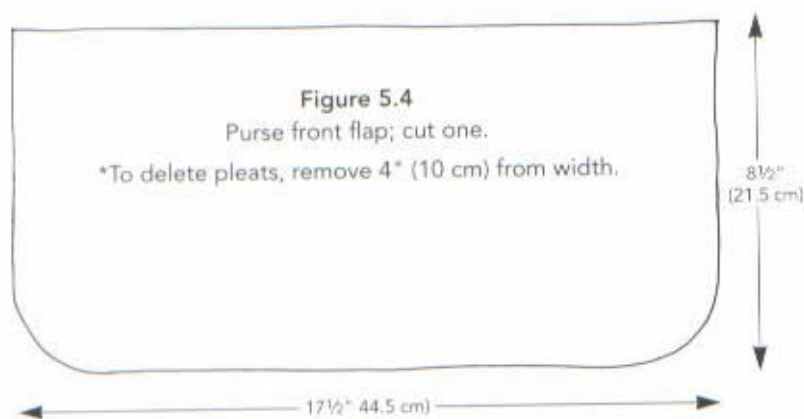 Figure 5.4
Purse front flap; cut one.
*To delete pleats, remove 4" (10 cm) from width.
8½"
(21.5 cm)
17½" 44.5 cm)